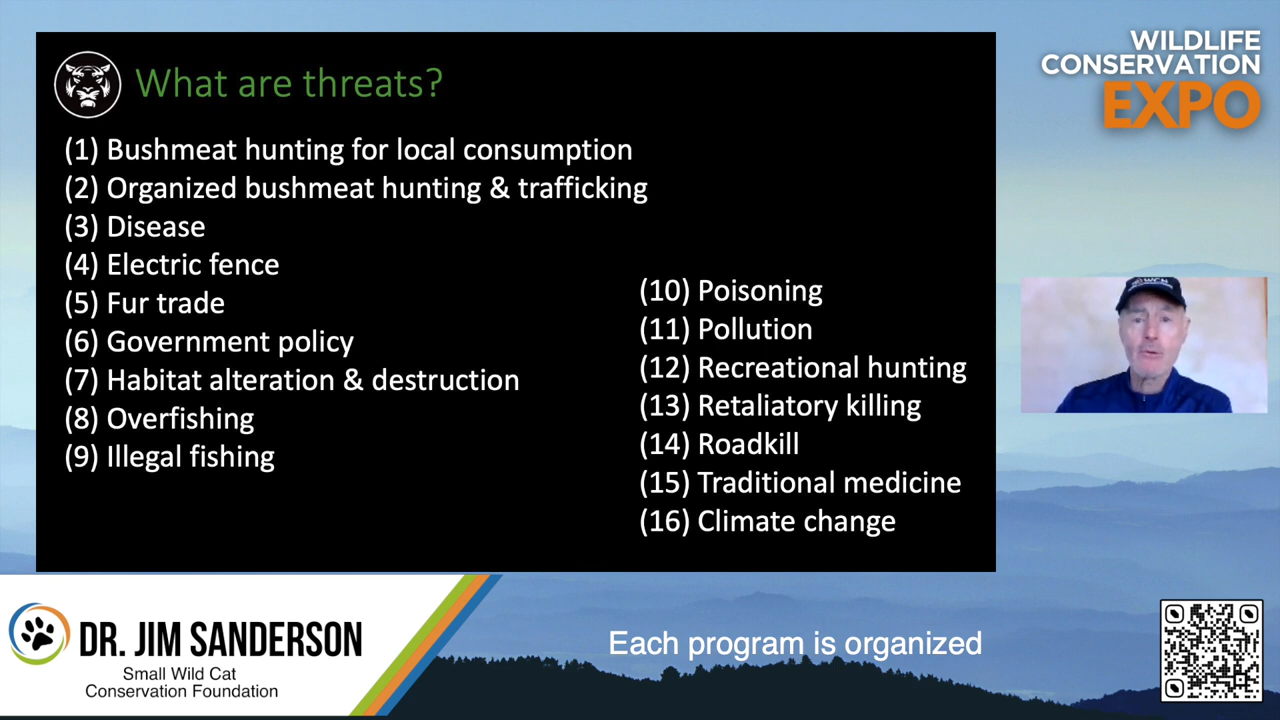 WILDLIFE
CONSERVATION
EXPO
What are threats?
(1) Bushmeat hunting for local consumption
(2) Organized bushmeat hunting & trafficking
(3) Disease
(4) Electric fence
(5) Fur trade
(6) Government policy
(7) Habitat alteration & destruction
(8) Overfishing
(9) Illegal fishing
(10) Poisoning
(11) Pollution
(12) Recreational hunting
(13) Retaliatory killing
(14) Roadkill
(15) Traditional medicine
(16) Climate change
WCN
DR. JIM SANDERSON
Small Wild Cat
Conservation Foundation
Each program is organized